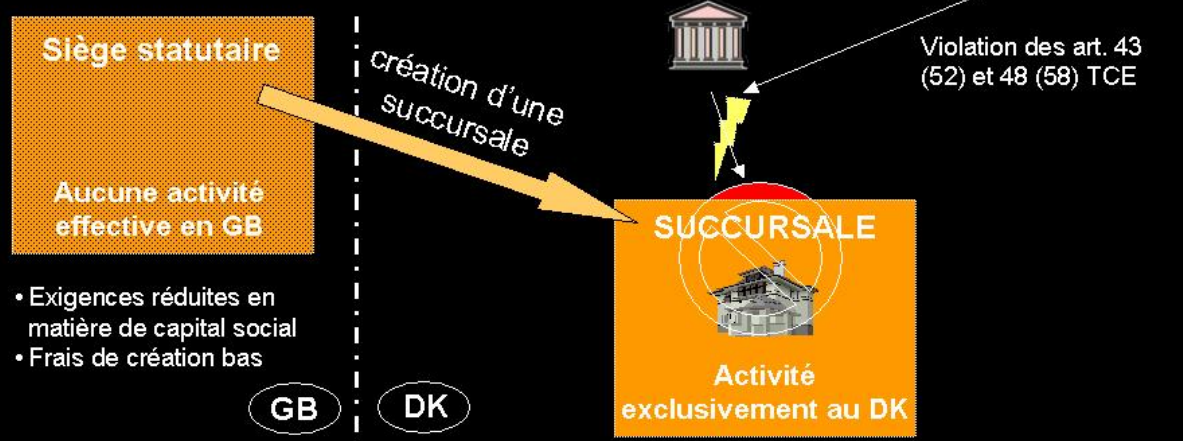 Siège statutaire
Aucune activité
effective en GB
• Exigences réduites en
matière de capital social
• Frais de création bas
GB
DK
création d'une
succursale
Violation des art. 43
(52) et 48 (58) TCE
SUCCURSALE
Activité
exclusivement au DK